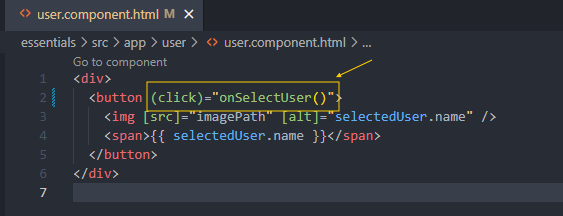 user.component.html M
essentials > src > app > user > user.component.html > ...
Go to component
1 <div>
2 <button (click)="onSelectUser()">
3 <img [src]="imagePath" [alt]="selectedUser.name" />
4 <span>{{ selectedUser.name }}</span>
5 </button>
6 </div>
7